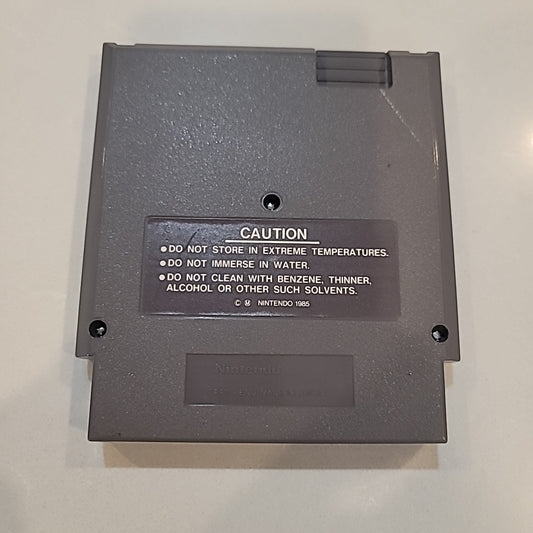 CAUTION
●DO NOT STORE IN EXTREME TEMPERATURES.
●DO NOT IMMERSE IN WATER.
●DO NOT CLEAN WITH BENZENE, THINNER,
ALCOHOL OR OTHER SUCH SOLVENTS.
© Ⓜ NINTENDO 1985
Nintendo